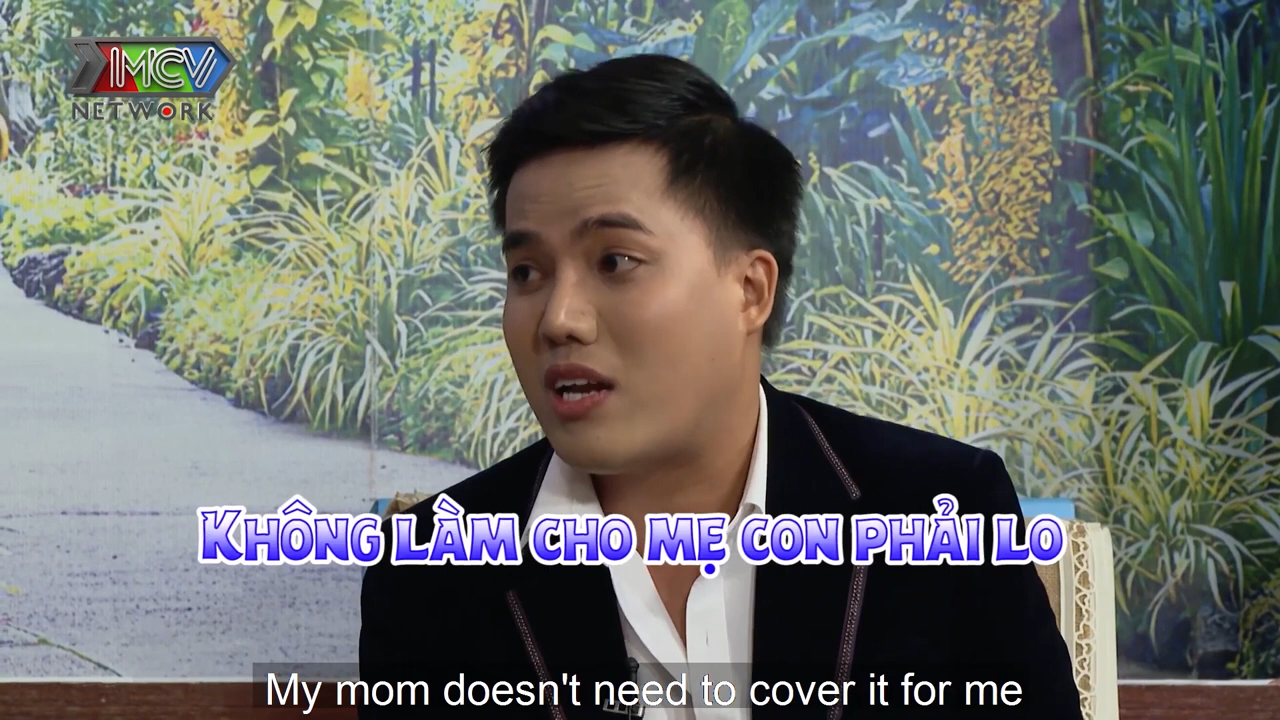 MCV
NETWORK
KHÔNG LÀM CHO MẸ CON PHẢI LO
My mom doesn't need to cover it for me